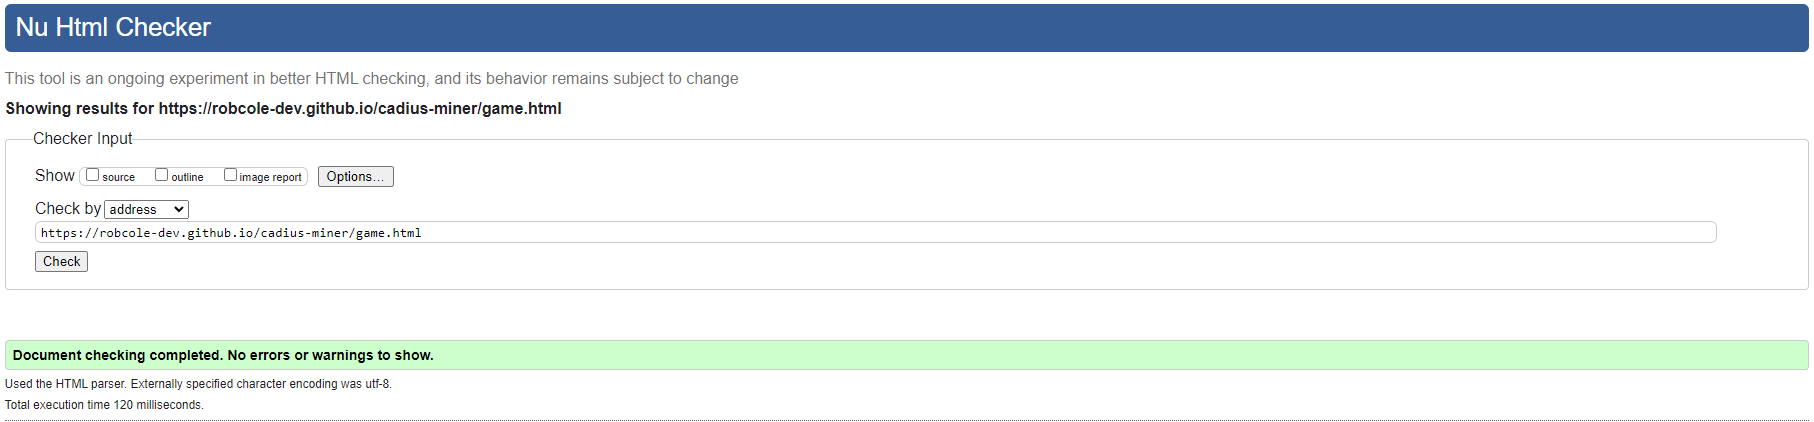 Nu Html Checker
This tool is an ongoing experiment in better HTML checking, and its behavior remains subject to change
Showing results for https://robcole-dev.github.io/cadius-miner/game.html
Checker Input
Show source outline image report Options...
Check by address
https://robcole-dev.github.io/cadius-miner/game.html
Check
Document checking completed. No errors or warnings to show.
Used the HTML parser. Externally specified character encoding was utf-8.
Total execution time 120 milliseconds.